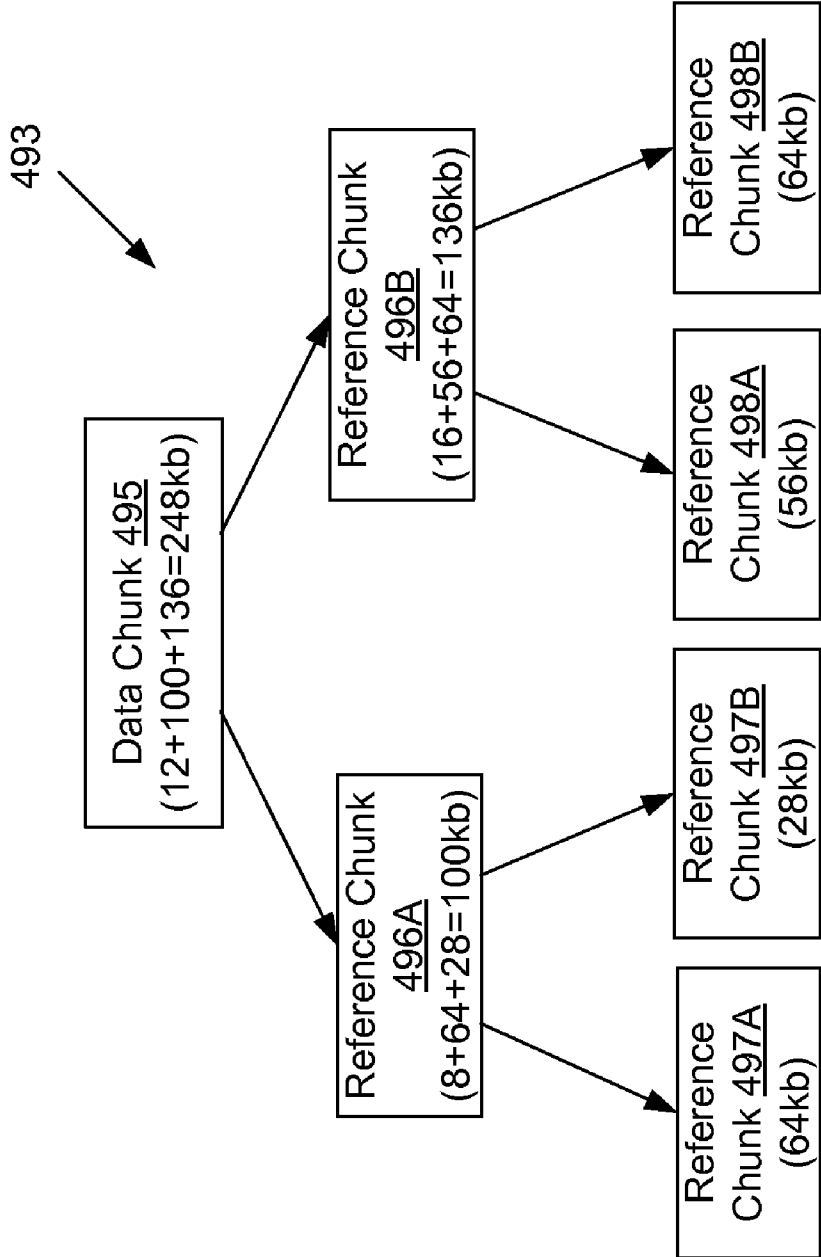 493
Data Chunk 495
(12+100+136=248kb)
Reference Chunk
496A
(8+64+28=100kb)
Reference Chunk
496B
(16+56+64=136kb)
Reference
Chunk 497A
(64kb)
Reference
Chunk 497B
(28kb)
Reference
Chunk 498A
(56kb)
Reference
Chunk 498B
(64kb)